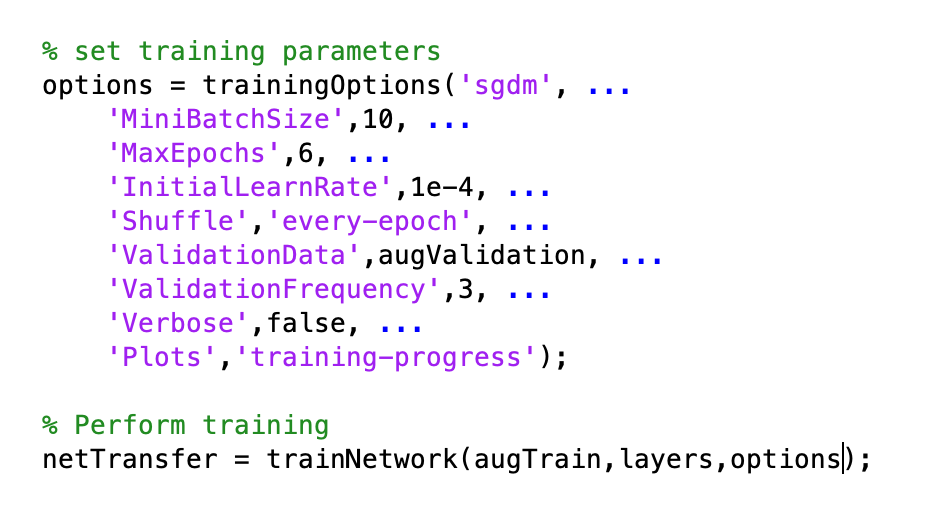 % set training parameters
options = trainingOptions('sgdm', ...
'MiniBatchSize',10, ...
'MaxEpochs',6, ...
'InitialLearnRate',1e-4, ...
'Shuffle','every-epoch', ...
'ValidationData',augValidation, ...
'ValidationFrequency',3, ...
'Verbose',false, ...
'Plots','training-progress');
% Perform training
netTransfer = trainNetwork(augTrain,layers,options);